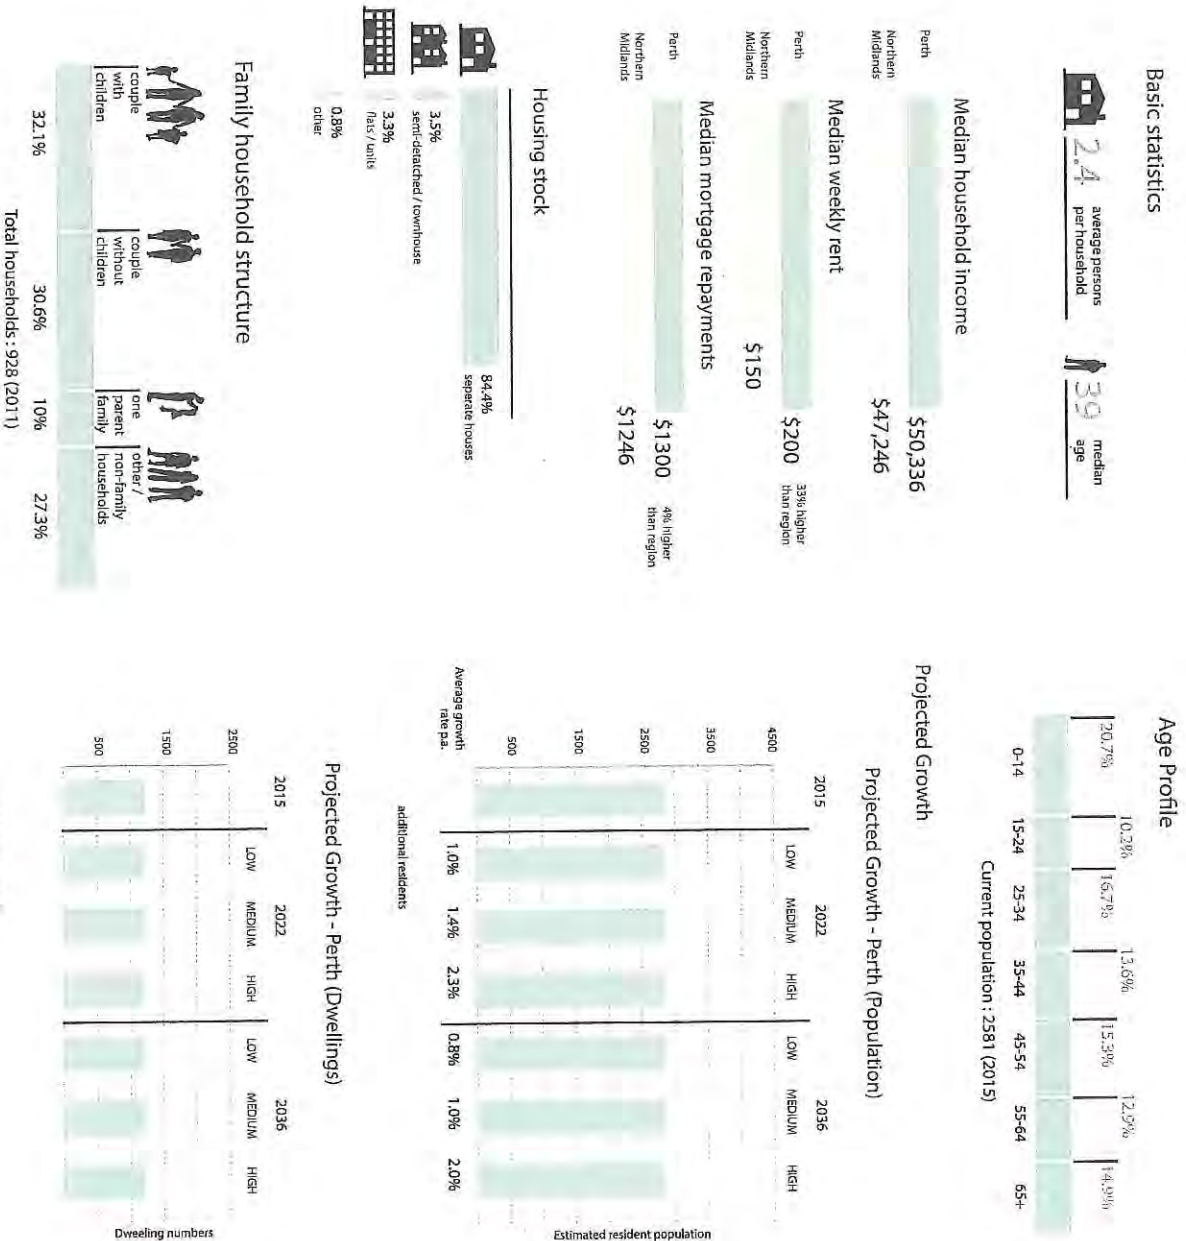 Basic statistics
2.4 average persons
per household
39 median
age
Median household income
Perth
$50,336
Northern
Midlands
$47,246
Median weekly rent
Perth
$200
33% higher
than region
Northern
Midlands
$150
Median mortgage repayments
Perth
$1300
4% higher
than region
Northern
Midlands
$1246
Housing stock
84.4%
seperate houses
3.5%
semi-detatched / townhouse
3.3%
flats / units
0.8%
other
Family household structure
couple
with
children
couple
without
children
one
parent
family
other /
non-family
households
32.1% 30.6% 10% 27.3%
Total households : 928 (2011)
Age Profile
20.7% 10.2% 16.7% 13.6% 15.3% 12.9% 14.9%
0-14 15-24 25-34 35-44 45-54 55-64 65+
Current population : 2581 (2015)
Projected Growth
Projected Growth - Perth (Population)
2015 2022 2036
LOW MEDIUM HIGH LOW MEDIUM HIGH
4500
3500
2500
1500
500
Estimated resident population
Average growth
rate p.a.
1.0% 1.4% 2.3% 0.8% 1.0% 2.0%
additional residents
Projected Growth - Perth (Dwellings)
2015 2022 2036
LOW MEDIUM HIGH LOW MEDIUM HIGH
2500
1500
500
Dweeling numbers